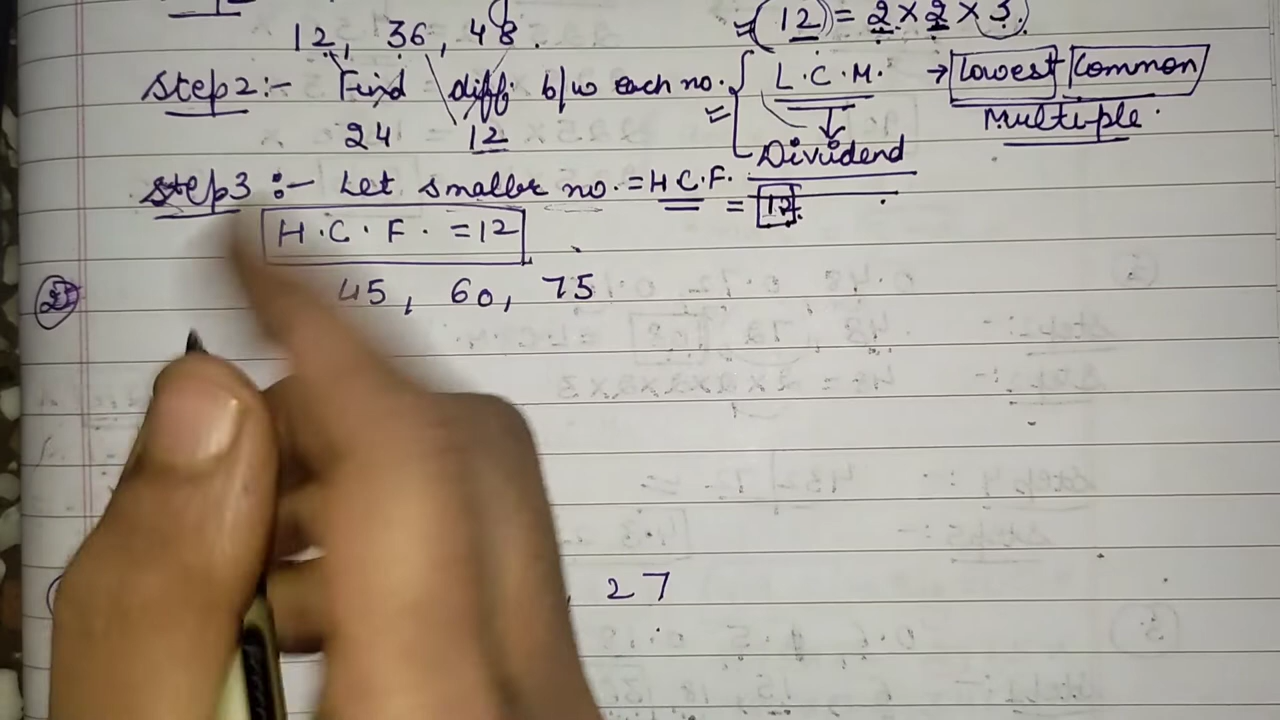 (12) = 2 × 2 × 3
12, 36, 48.
Step2:- Find diff b/w each no.
L.C.M. → Lowest Common
Multiple.
24 12
Dividend
Step3 :- Let smaller no. = H.C.F.
= 12.
H.C.F. = 12
2 45, 60, 75
27